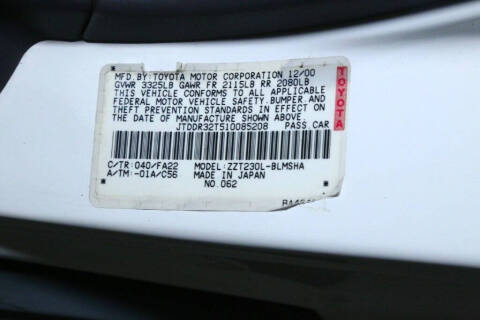 MFD.BY: TOYOTA MOTOR CORPORATION 12/00
GVWR 3325LB GAWR FR 2115LB RR 2080LB
THIS VEHICLE CONFORMS TO ALL APPLICABLE
FEDERAL MOTOR VEHICLE SAFETY, BUMPER, AND
THEFT PREVENTION STANDARDS IN EFFECT ON
THE DATE OF MANUFACTURE SHOWN ABOVE.
JTDDR32T510085208 PASS.CAR
TOYOTA
C/TR: 040/FA22 MODEL: ZZT230L-BLMSHA
A/TM: -01A/C56 MADE IN JAPAN
NO.062